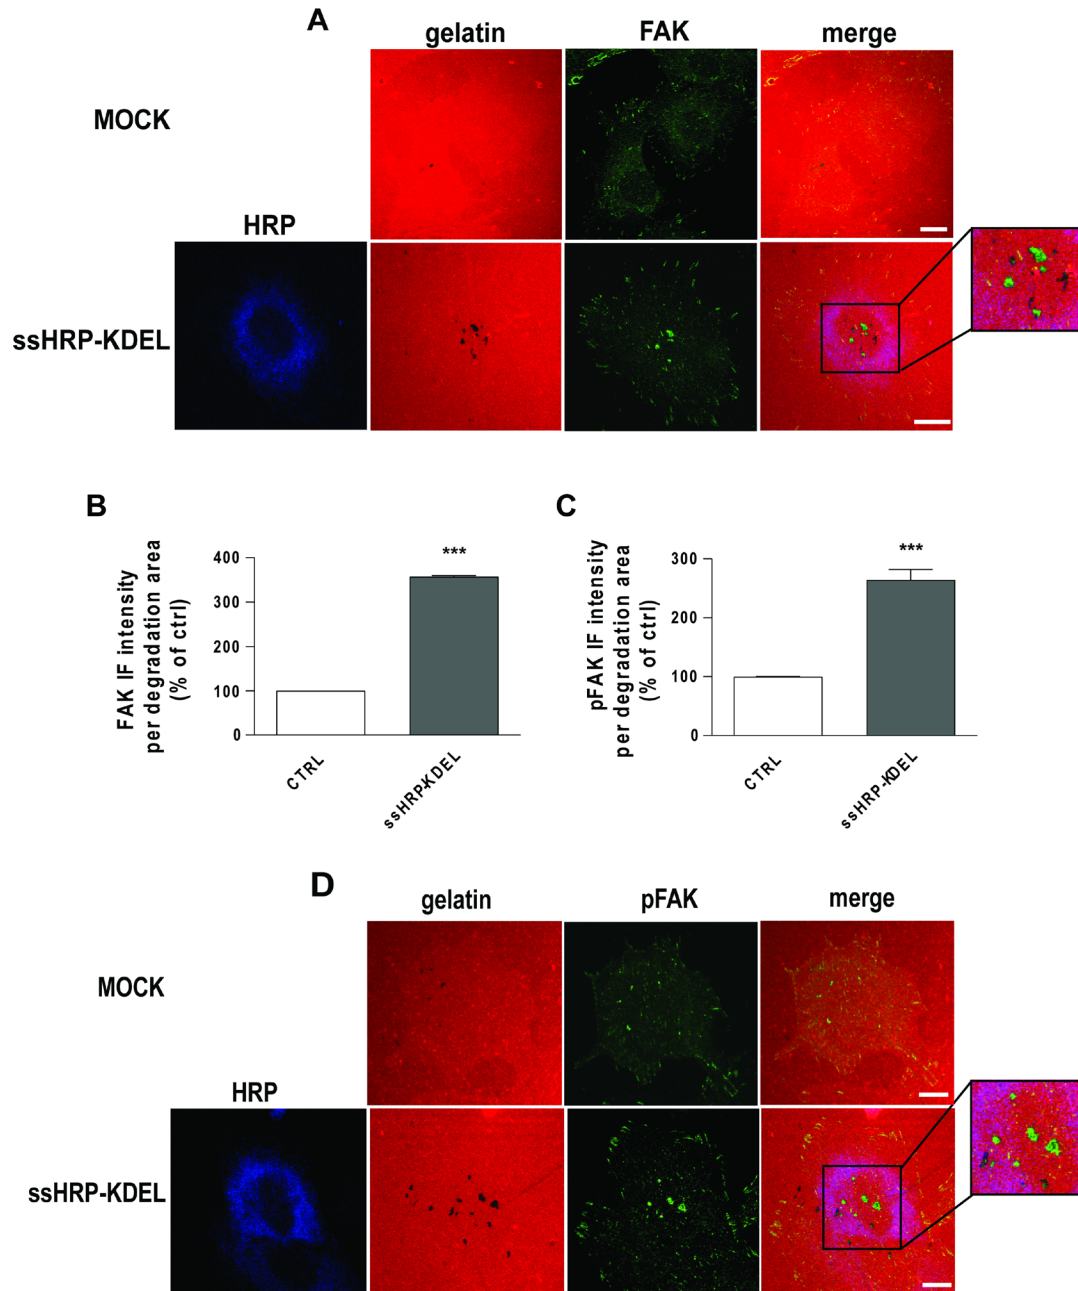 A
gelatin FAK merge
MOCK
HRP
ssHRP-KDEL
B
FAK IF intensity
per degradation area
(% of ctrl)
400
300
200
100
0
***
CTRL
ssHRP-KDEL
C
pFAK IF intensity
per degradation area
(% of ctrl)
300
200
100
0
***
CTRL
ssHRP-KDEL
D
gelatin pFAK merge
MOCK
HRP
ssHRP-KDEL